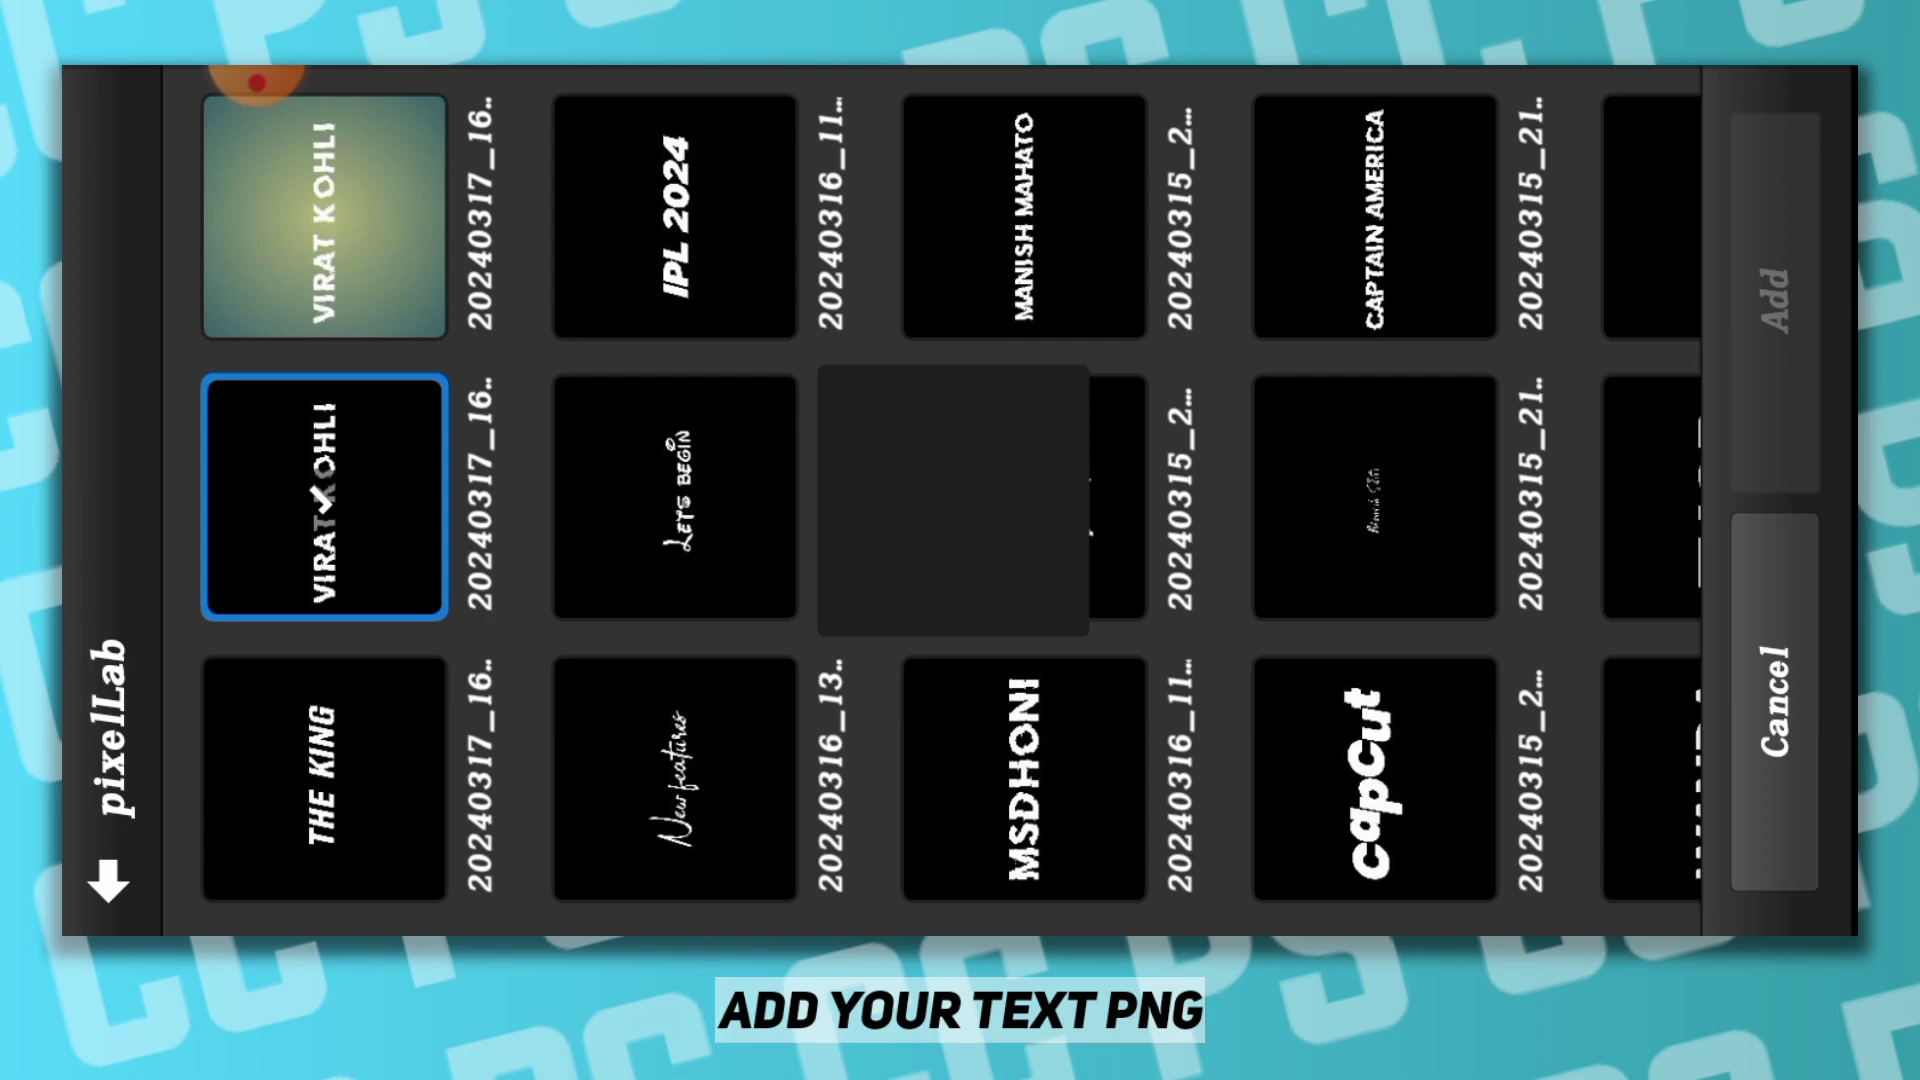 pixelLab
THE KING
20240317_16..
VIRAT KOHLI
20240317_16..
VIRAT KOHLI
20240317_16..
New features
20240316_13..
LETS BEGIN
IPL 2024
20240316_11...
MSDHONI
20240316_11...
20240315_2...
MANISH MAHATO
20240315_2...
CapCut
20240315_2...
20240315_21..
CAPTAIN AMERICA
20240315_21..
Cancel
Add
ADD YOUR TEXT PNG